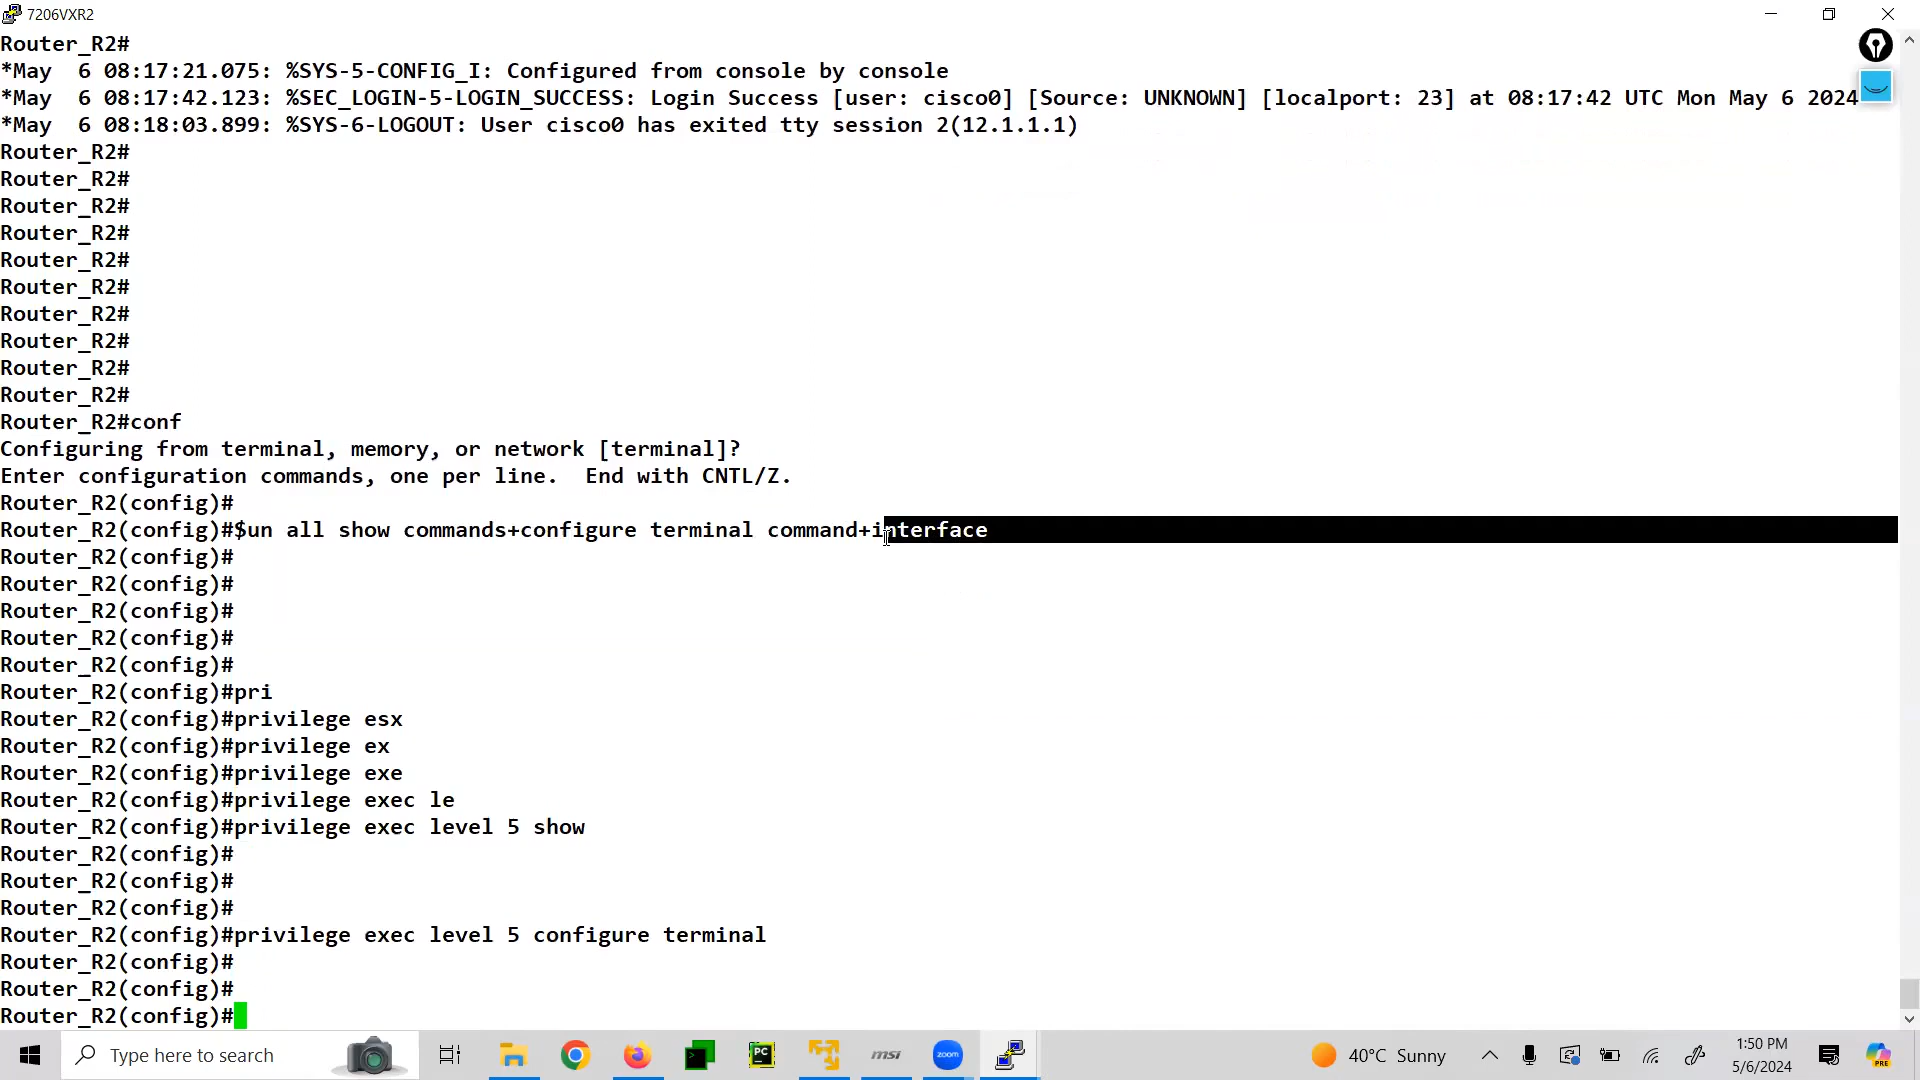 7206VXR2
Router_R2#
*May  6 08:17:21.075: %SYS-5-CONFIG_I: Configured from console by console
*May  6 08:17:42.123: %SEC_LOGIN-5-LOGIN_SUCCESS: Login Success [user: cisco0] [Source: UNKNOWN] [localport: 23] at 08:17:42 UTC Mon May 6 2024
*May  6 08:18:03.899: %SYS-6-LOGOUT: User cisco0 has exited tty session 2(12.1.1.1)
Router_R2#
Router_R2#
Router_R2#
Router_R2#
Router_R2#
Router_R2#
Router_R2#
Router_R2#
Router_R2#
Router_R2#
Router_R2#conf
Configuring from terminal, memory, or network [terminal]?
Enter configuration commands, one per line.  End with CNTL/Z.
Router_R2(config)#
Router_R2(config)#$un all show commands+configure terminal command+interface
Router_R2(config)#
Router_R2(config)#
Router_R2(config)#
Router_R2(config)#
Router_R2(config)#
Router_R2(config)#pri
Router_R2(config)#privilege esx
Router_R2(config)#privilege ex
Router_R2(config)#privilege exe
Router_R2(config)#privilege exec le
Router_R2(config)#privilege exec level 5 show
Router_R2(config)#
Router_R2(config)#
Router_R2(config)#
Router_R2(config)#privilege exec level 5 configure terminal
Router_R2(config)#
Router_R2(config)#
Router_R2(config)#
Type here to search
PC
msi
zoom
40°C Sunny
1:50 PM
5/6/2024
PRE